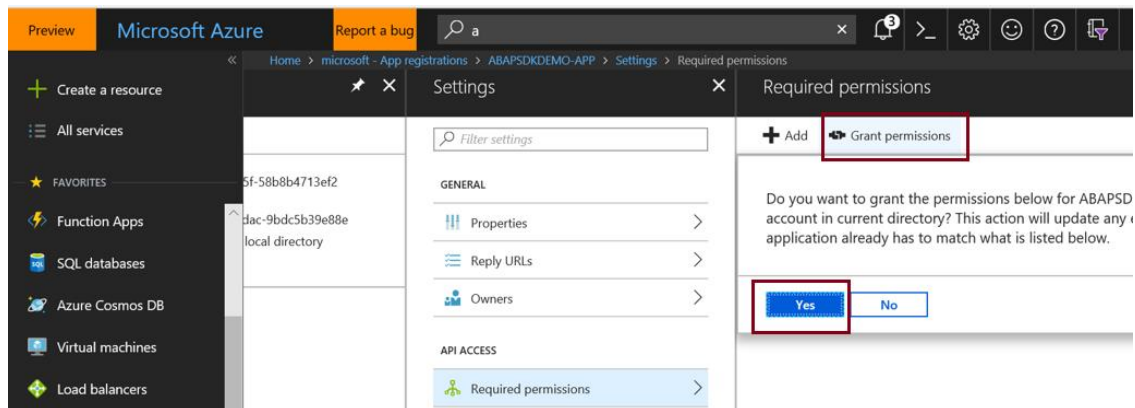 Preview
Microsoft Azure
Report a bug
a
3
Home > microsoft - App registrations > ABAPSDKDEMO-APP > Settings > Required permissions
Create a resource
All services
FAVORITES
Function Apps
SQL databases
Azure Cosmos DB
Virtual machines
Load balancers
5f-58b8b4713ef2
dac-9bdc5b39e88e
local directory
Settings
Filter settings
GENERAL
Properties
Reply URLs
Owners
API ACCESS
Required permissions
Required permissions
Add Grant permissions
Do you want to grant the permissions below for ABAPSD
account in current directory? This action will update any e
application already has to match what is listed below.
Yes No